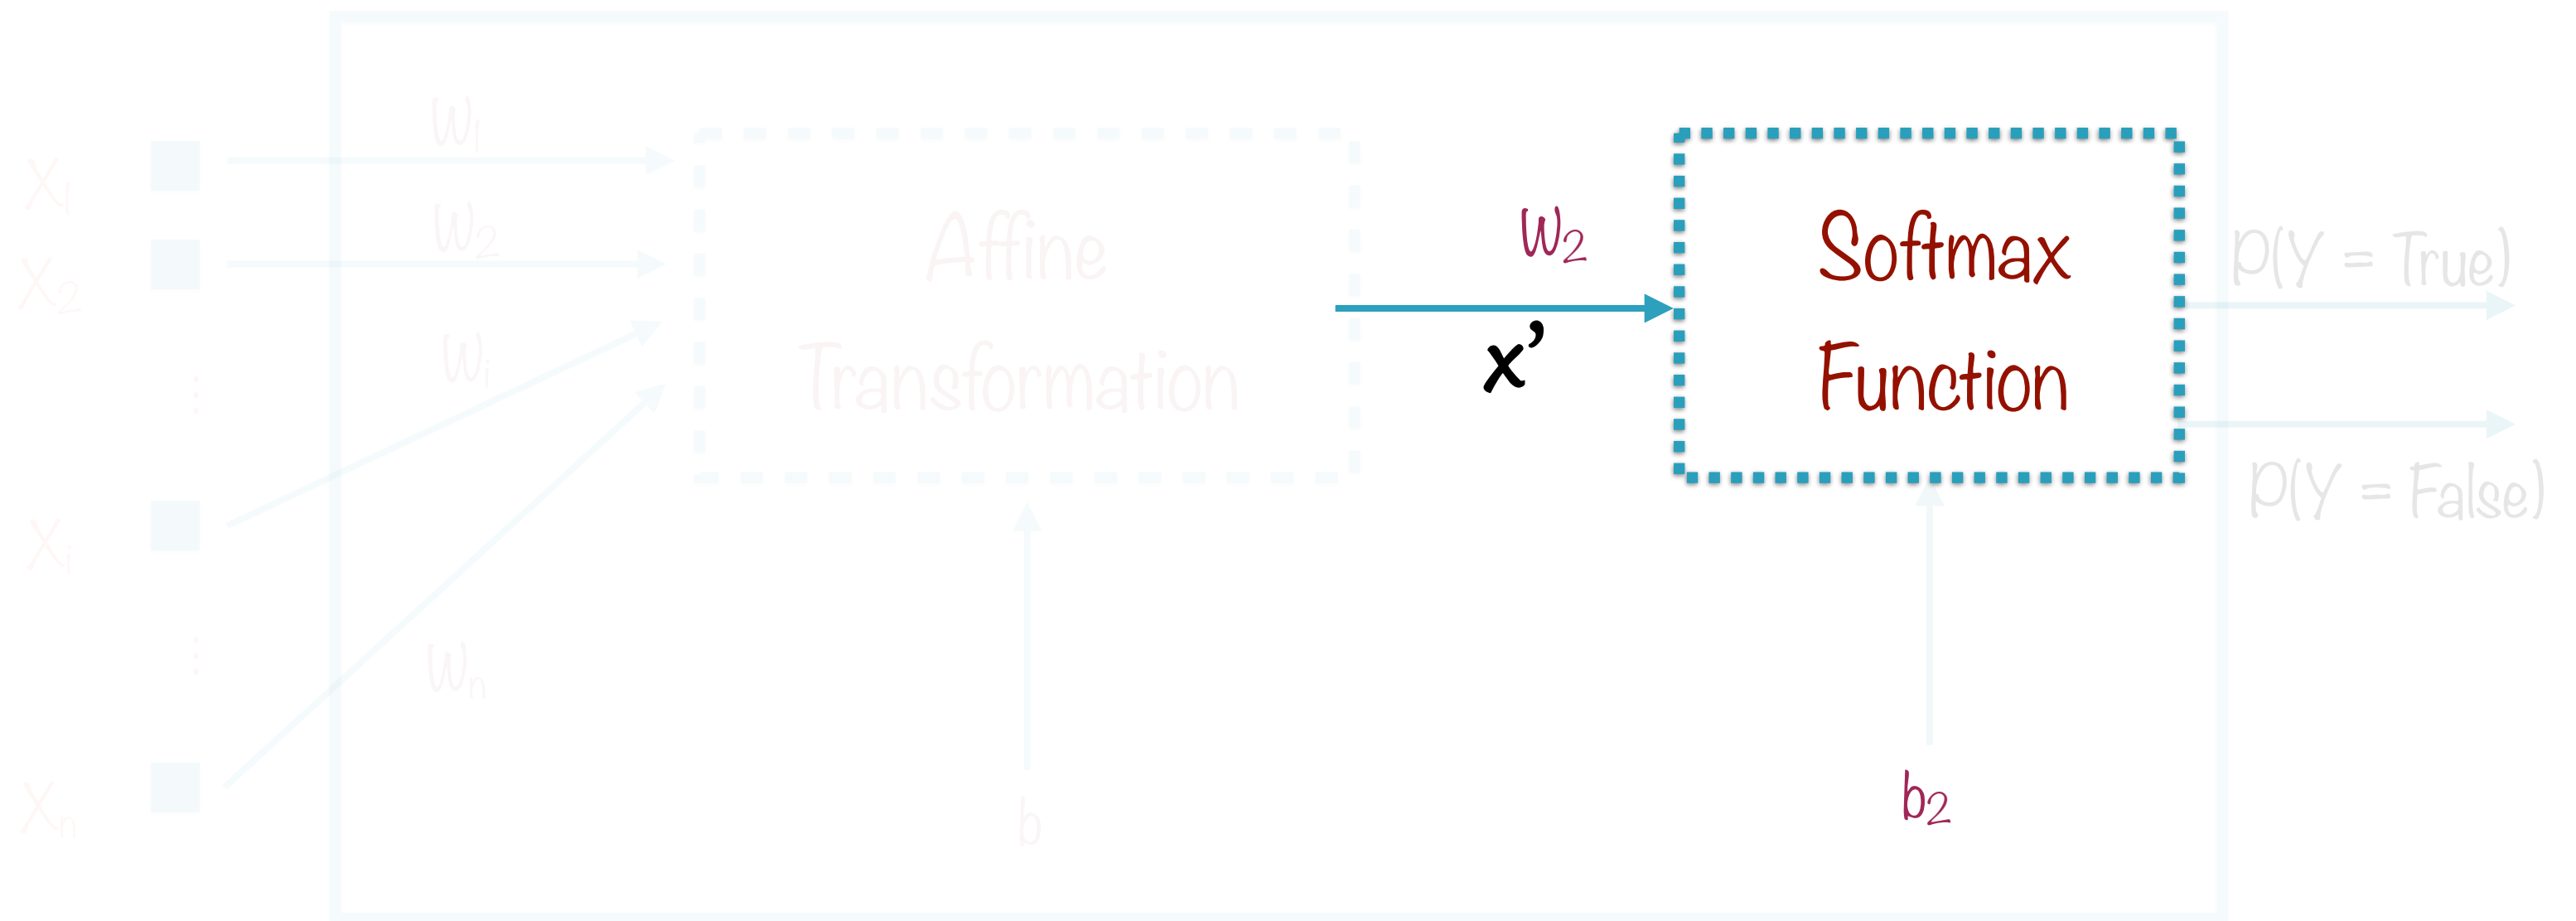 W₁
X₁
W₂
X₂
Wᵢ
⋮
Xᵢ
⋮
Wₙ
Xₙ
Affine
Transformation
b
W₂
x’
Softmax
Function
b₂
P(Y = True)
P(Y = False)